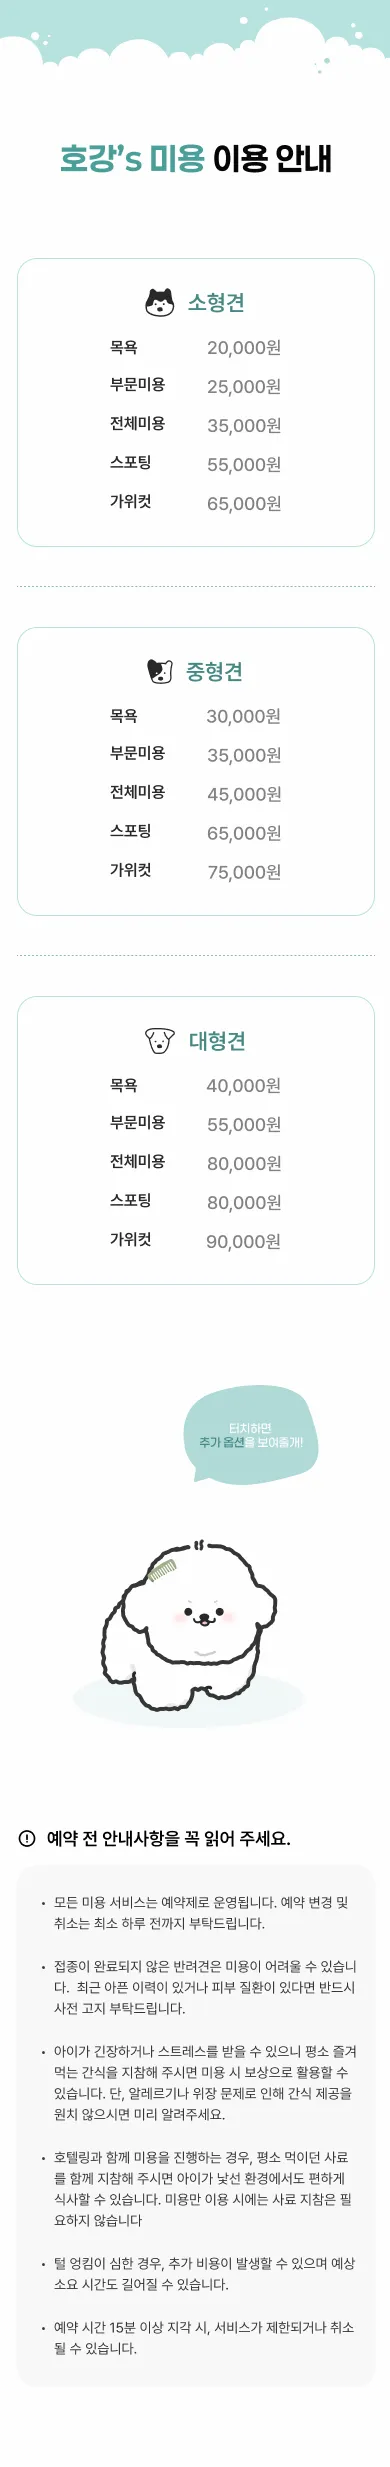 호강's 미용 이용 안내
소형견
목욕 20,000원
부문미용 25,000원
전체미용 35,000원
스포팅 55,000원
가위컷 65,000원
중형견
목욕 30,000원
부문미용 35,000원
전체미용 45,000원
스포팅 65,000원
가위컷 75,000원
대형견
목욕 40,000원
부문미용 55,000원
전체미용 80,000원
스포팅 80,000원
가위컷 90,000원
터치하면
추가 옵션을 보여줄개!
예약 전 안내사항을 꼭 읽어 주세요.
• 모든 미용 서비스는 예약제로 운영됩니다. 예약 변경 및
취소는 최소 하루 전까지 부탁드립니다.
• 접종이 완료되지 않은 반려견은 미용이 어려울 수 있습니
다. 최근 아픈 이력이 있거나 피부 질환이 있다면 반드시
사전 고지 부탁드립니다.
• 아이가 긴장하거나 스트레스를 받을 수 있으니 평소 즐겨
먹는 간식을 지참해 주시면 미용 시 보상으로 활용할 수
있습니다. 단, 알레르기나 위장 문제로 인해 간식 제공을
원치 않으시면 미리 알려주세요.
• 호텔링과 함께 미용을 진행하는 경우, 평소 먹이던 사료
를 함께 지참해 주시면 아이가 낯선 환경에서도 편하게
식사할 수 있습니다. 미용만 이용 시에는 사료 지참은 필
요하지 않습니다
• 털 엉킴이 심한 경우, 추가 비용이 발생할 수 있으며 예상
소요 시간도 길어질 수 있습니다.
• 예약 시간 15분 이상 지각 시, 서비스가 제한되거나 취소
될 수 있습니다.